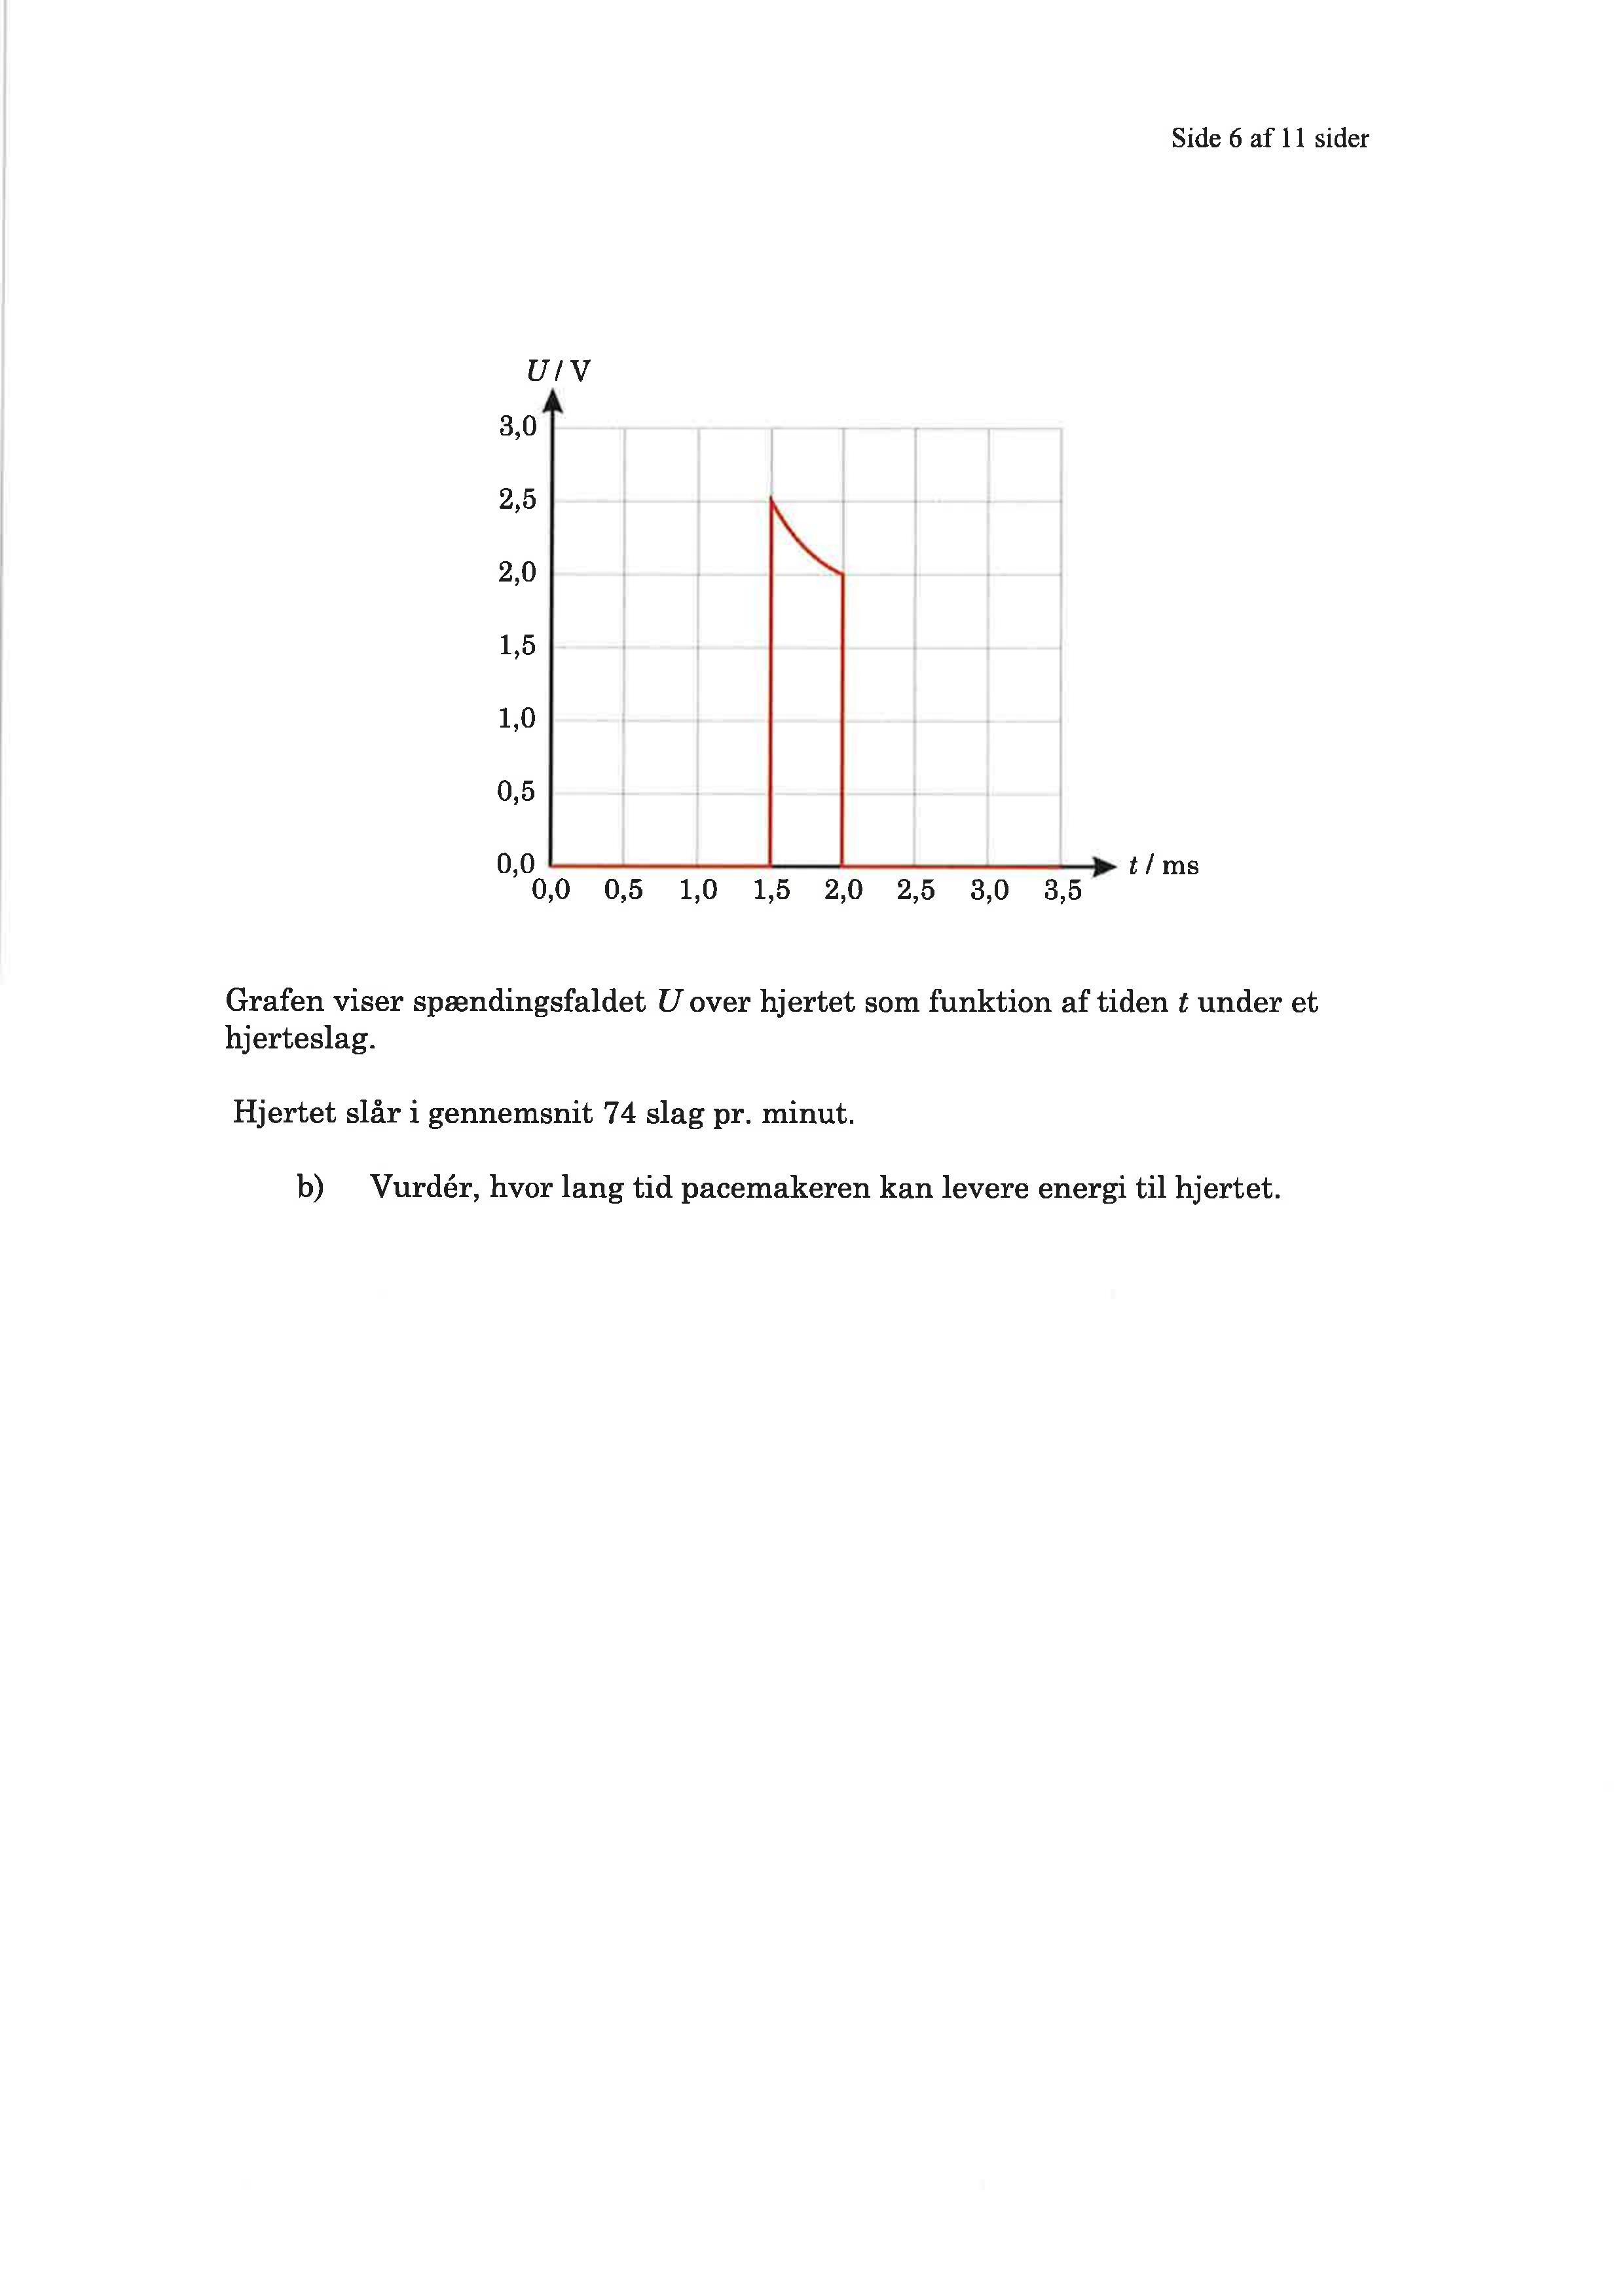 Side 6 af 11 sider
U / V
3,0
2,5
2,0
1,5
1,0
0,5
0,0
t / ms
0,0 0,5 1,0 1,5 2,0 2,5 3,0 3,5
Grafen viser spændingsfaldet U over hjertet som funktion af tiden t under et
hjerteslag.
Hjertet slår i gennemsnit 74 slag pr. minut.
b) Vurdér, hvor lang tid pacemakeren kan levere energi til hjertet.